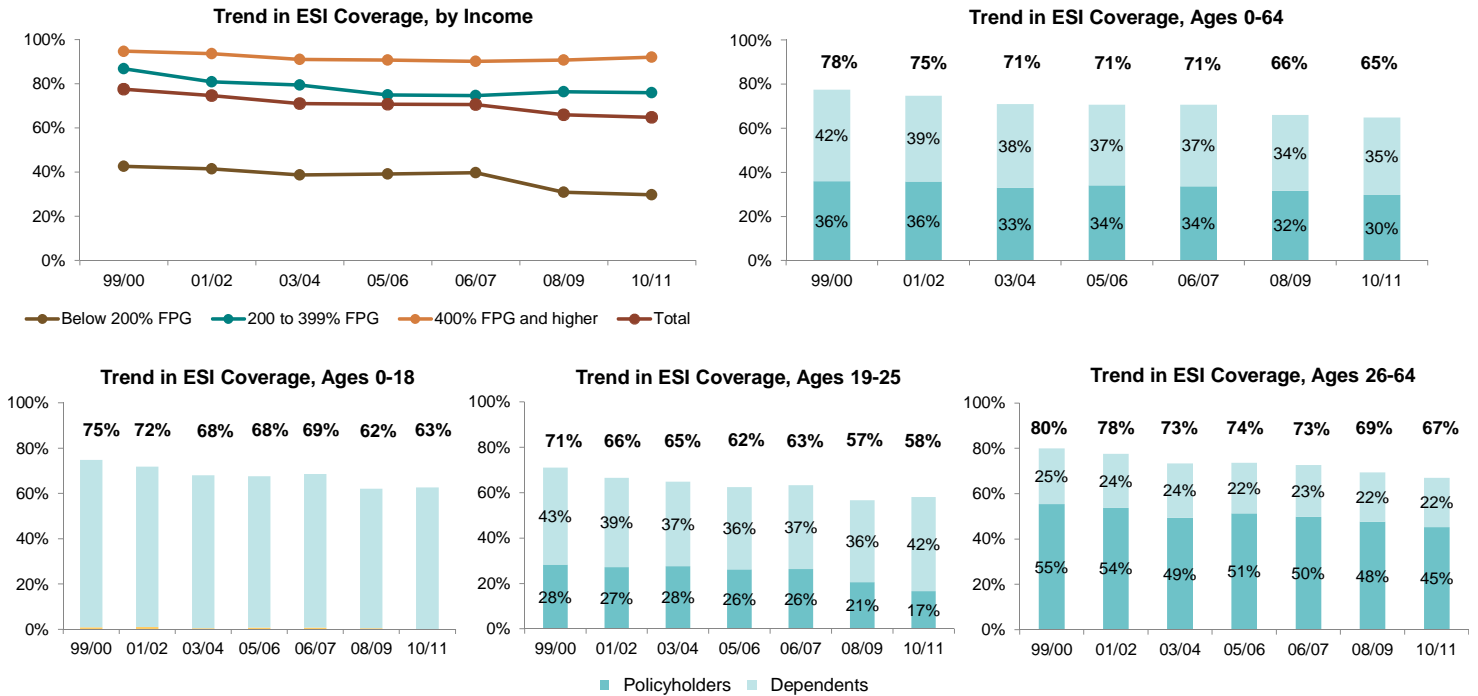 Trend in ESI Coverage, by Income
100%
80%
60%
40%
20%
0%
99/00 01/02 03/04 05/06 06/07 08/09 10/11
Below 200% FPG 200 to 399% FPG 400% FPG and higher Total
Trend in ESI Coverage, Ages 0-64
100%
80%
60%
40%
20%
0%
78% 75% 71% 71% 71% 66% 65%
42% 39% 38% 37% 37% 34% 35%
36% 36% 33% 34% 34% 32% 30%
99/00 01/02 03/04 05/06 06/07 08/09 10/11
Trend in ESI Coverage, Ages 0-18
100%
80%
60%
40%
20%
0%
75% 72% 68% 68% 69% 62% 63%
99/00 01/02 03/04 05/06 06/07 08/09 10/11
Trend in ESI Coverage, Ages 19-25
100%
80%
60%
40%
20%
0%
71% 66% 65% 62% 63% 57% 58%
43% 39% 37% 36% 37% 36% 42%
28% 27% 28% 26% 26% 21% 17%
99/00 01/02 03/04 05/06 06/07 08/09 10/11
Trend in ESI Coverage, Ages 26-64
100%
80%
60%
40%
20%
0%
80% 78% 73% 74% 73% 69% 67%
25% 24% 24% 22% 23% 22% 22%
55% 54% 49% 51% 50% 48% 45%
99/00 01/02 03/04 05/06 06/07 08/09 10/11
Policyholders Dependents